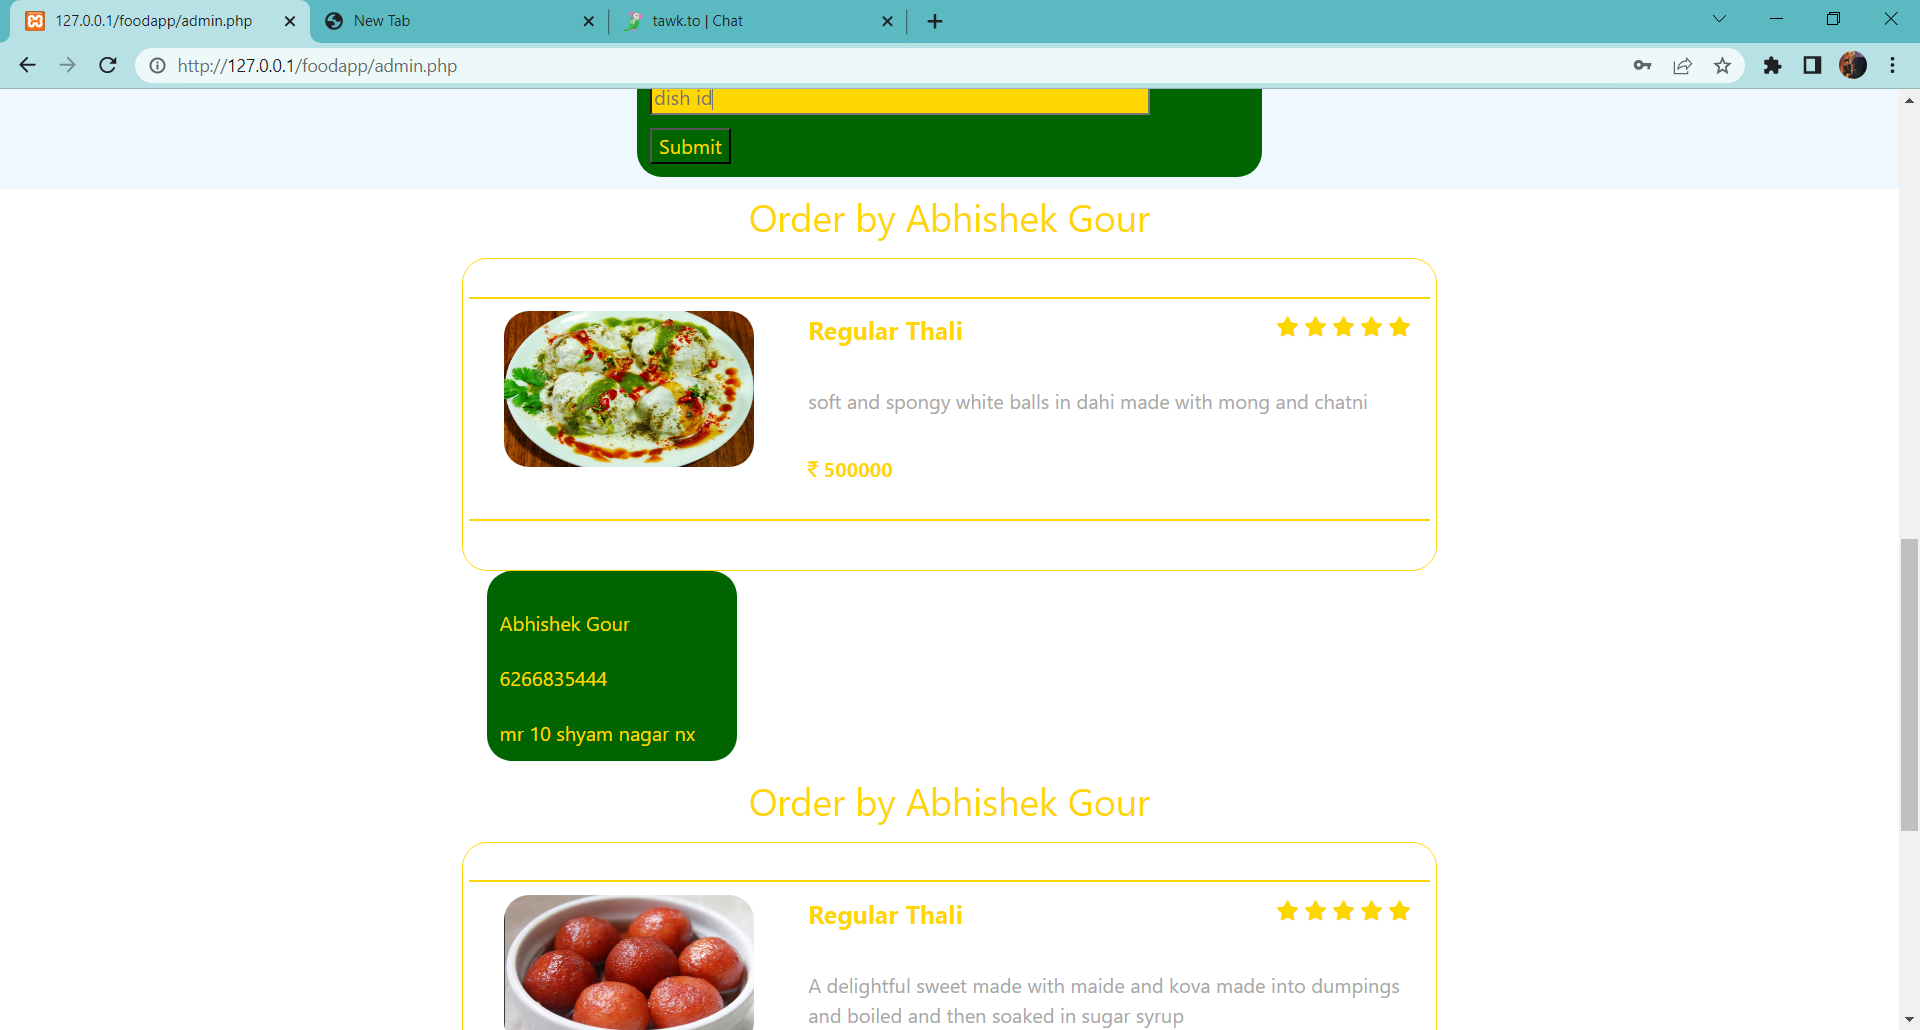 127.0.0.1/foodapp/admin.php
New Tab
tawk.to | Chat
http://127.0.0.1/foodapp/admin.php
dish id
Submit
Order by Abhishek Gour
Regular Thali
soft and spongy white balls in dahi made with mong and chatni
₹ 500000
Abhishek Gour
6266835444
mr 10 shyam nagar nx
Order by Abhishek Gour
Regular Thali
A delightful sweet made with maide and kova made into dumpings
and boiled and then soaked in sugar syrup